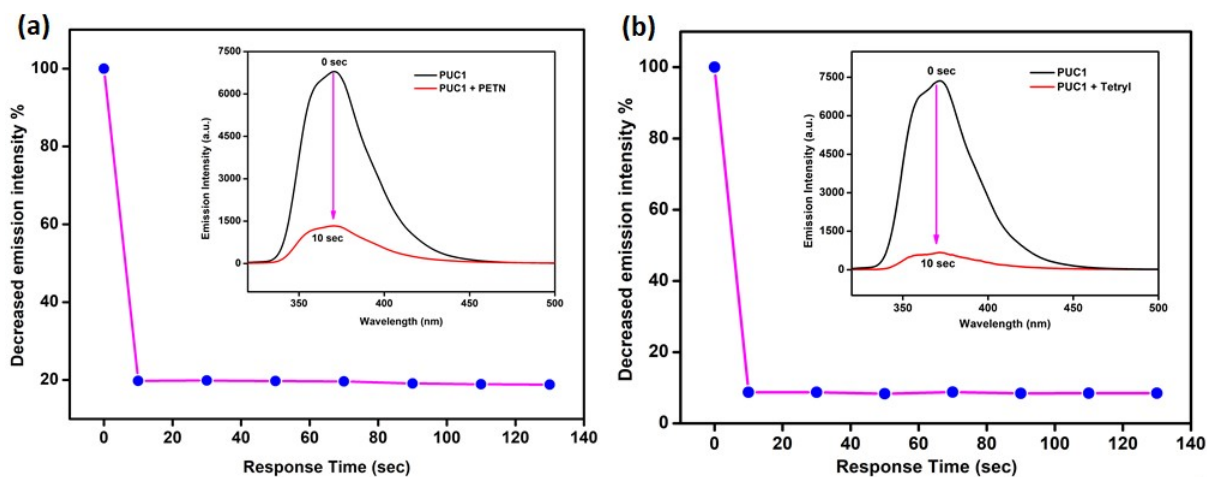 (a)
Decreased emission intensity %
100
80
60
40
20
0 20 40 60 80 100 120 140
Response Time (sec)
Emission Intensity (a.u.)
7500
6000
4500
3000
1500
0
350 400 450 500
Wavelength (nm)
0 sec
10 sec
PUC1
PUC1 + PETN
(b)
Decreased emission intensity %
100
80
60
40
20
0
0 20 40 60 80 100 120 140
Response Time (sec)
Emission Intensity (a.u.)
7500
6000
4500
3000
1500
0
350 400 450 500
Wavelength (nm)
0 sec
10 sec
PUC1
PUC1 + Tetryl